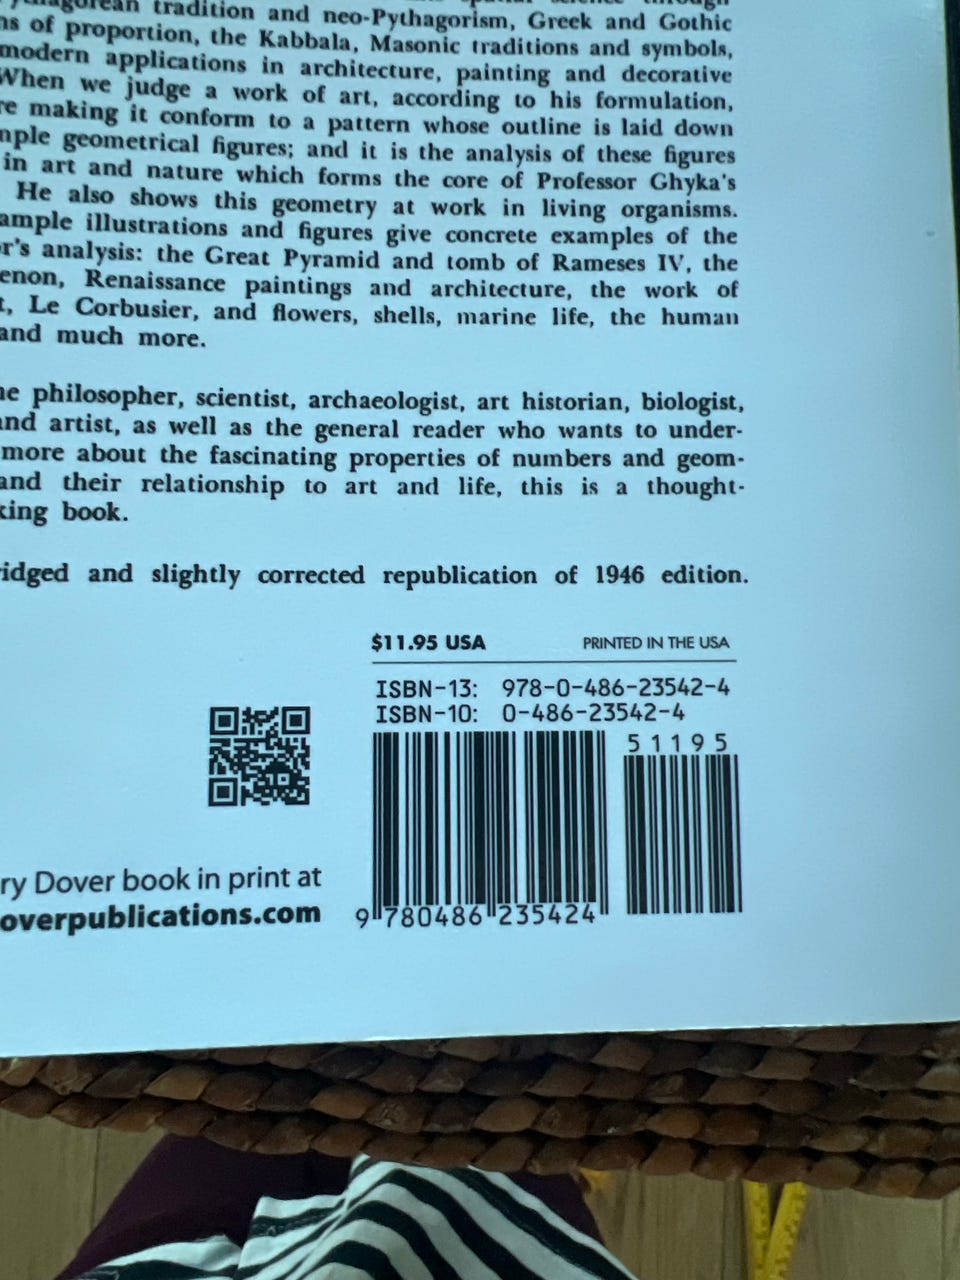 tradition and neo-Pythagorism, Greek and Gothic
of proportion, the Kabbala, Masonic traditions and symbols,
modern applications in architecture, painting and decorative
When we judge a work of art, according to his formulation,
re making it conform to a pattern whose outline is laid down
mple geometrical figures; and it is the analysis of these figures
in art and nature which forms the core of Professor Ghyka's
He also shows this geometry at work in living organisms.
ample illustrations and figures give concrete examples of the
r's analysis: the Great Pyramid and tomb of Rameses IV, the
enon, Renaissance paintings and architecture, the work of
t, Le Corbusier, and flowers, shells, marine life, the human
and much more.
he philosopher, scientist, archaeologist, art historian, biologist,
and artist, as well as the general reader who wants to under-
more about the fascinating properties of numbers and geom-
and their relationship to art and life, this is a thought-
king book.
ridged and slightly corrected republication of 1946 edition.
$11.95 USA PRINTED IN THE USA
ISBN-13: 978-0-486-23542-4
ISBN-10: 0-486-23542-4
51195
ry Dover book in print at
overpublications.com
9 780486 235424